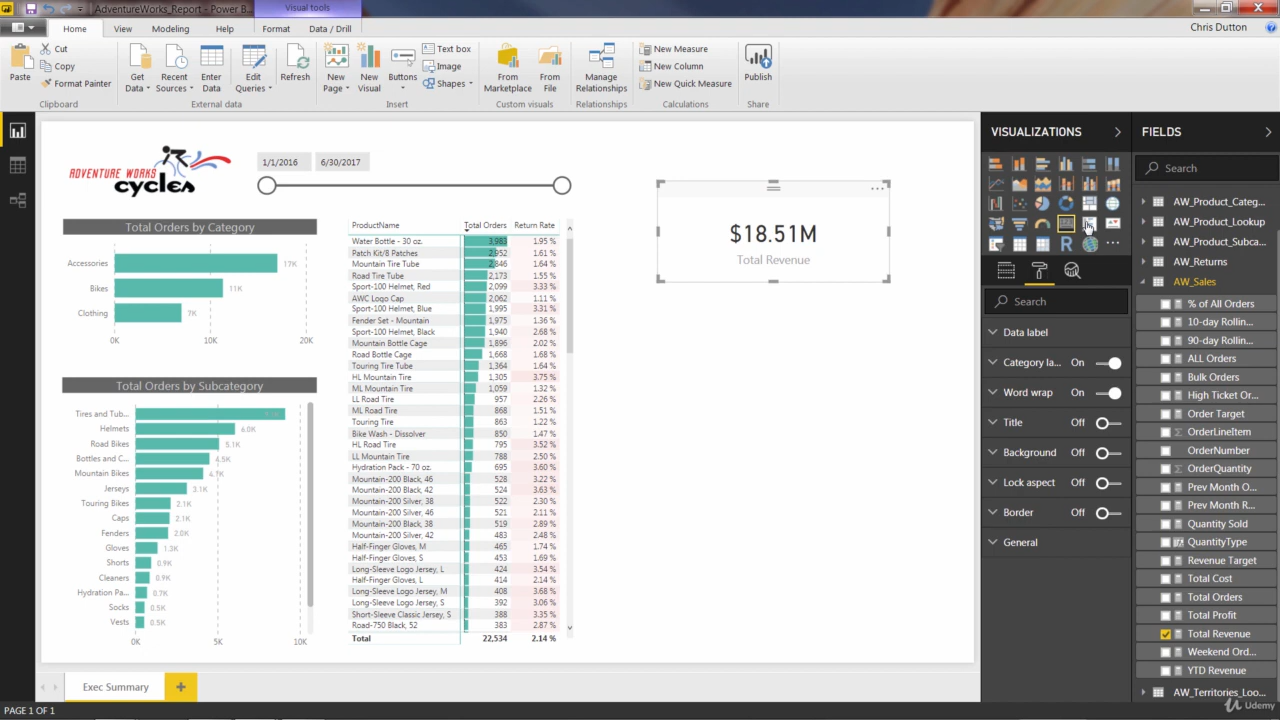 AdventureWorks_Report - Power B...
Visual tools
Home
View
Modeling
Help
Format
Data / Drill
Chris Dutton
Paste
Cut
Copy
Format Painter
Clipboard
Get
Data
Recent
Sources
Enter
Data
Edit
Queries
Refresh
External data
New
Page
New
Visual
Buttons
Text box
Image
Shapes
Insert
From
Marketplace
From
File
Custom visuals
Manage
Relationships
Relationships
New Measure
New Column
New Quick Measure
Calculations
Publish
Share
ADVENTURE WORKS
cycles
1/1/2016
6/30/2017
Total Orders by Category
Accessories 17K
Bikes 11K
Clothing 7K
0K 10K 20K
Total Orders by Subcategory
Tires and Tub...
Helmets 6.0K
Road Bikes 5.1K
Bottles and C... 4.5K
Mountain Bikes 4.1K
Jerseys 3.1K
Touring Bikes 2.1K
Caps 2.1K
Fenders 2.0K
Gloves 1.3K
Shorts 0.9K
Cleaners 0.9K
Hydration Pa... 0.7K
Socks 0.5K
Vests 0.5K
0K 5K 10K
ProductName Total Orders Return Rate
Water Bottle - 30 oz. 3,983 1.95 %
Patch Kit/8 Patches 2,952 1.61 %
Mountain Tire Tube 2,846 1.64 %
Road Tire Tube 2,173 1.55 %
Sport-100 Helmet, Red 2,099 3.33 %
AWC Logo Cap 2,062 1.11 %
Sport-100 Helmet, Blue 1,995 3.31 %
Fender Set - Mountain 1,975 1.36 %
Sport-100 Helmet, Black 1,940 2.68 %
Mountain Bottle Cage 1,896 2.02 %
Road Bottle Cage 1,668 1.68 %
Touring Tire Tube 1,364 1.64 %
HL Mountain Tire 1,305 3.75 %
ML Mountain Tire 1,059 1.32 %
LL Road Tire 957 2.26 %
ML Road Tire 868 1.51 %
Touring Tire 863 1.22 %
Bike Wash - Dissolver 850 1.47 %
HL Road Tire 795 3.52 %
LL Mountain Tire 788 2.50 %
Hydration Pack - 70 oz. 695 3.60 %
Mountain-200 Black, 46 528 3.22 %
Mountain-200 Black, 42 524 3.63 %
Mountain-200 Silver, 38 522 2.30 %
Mountain-200 Silver, 46 521 2.11 %
Mountain-200 Black, 38 519 2.89 %
Mountain-200 Silver, 42 483 2.48 %
Half-Finger Gloves, M 465 1.74 %
Half-Finger Gloves, S 453 1.69 %
Long-Sleeve Logo Jersey, L 424 3.54 %
Half-Finger Gloves, L 414 2.14 %
Long-Sleeve Logo Jersey, M 408 3.68 %
Long-Sleeve Logo Jersey, S 392 3.06 %
Short-Sleeve Classic Jersey, S 388 3.35 %
Road-750 Black, 52 383 2.87 %
Total 22,534 2.14 %
$18.51M
Total Revenue
VISUALIZATIONS
R
Search
Data label
Category la... On
Word wrap On
Title Off
Background Off
Lock aspect Off
Border Off
General
FIELDS
Search
AW_Product_Categ...
AW_Product_Lookup
AW_Product_Subca...
AW_Returns
AW_Sales
% of All Orders
10-day Rollin...
90-day Rollin...
ALL Orders
Bulk Orders
High Ticket Or...
Order Target
OrderLineItem
OrderNumber
OrderQuantity
Prev Month O...
Prev Month R...
Quantity Sold
QuantityType
Revenue Target
Total Cost
Total Orders
Total Profit
Total Revenue
Weekend Ord...
YTD Revenue
AW_Territories_Loo...
Exec Summary
PAGE 1 OF 1
Udemy